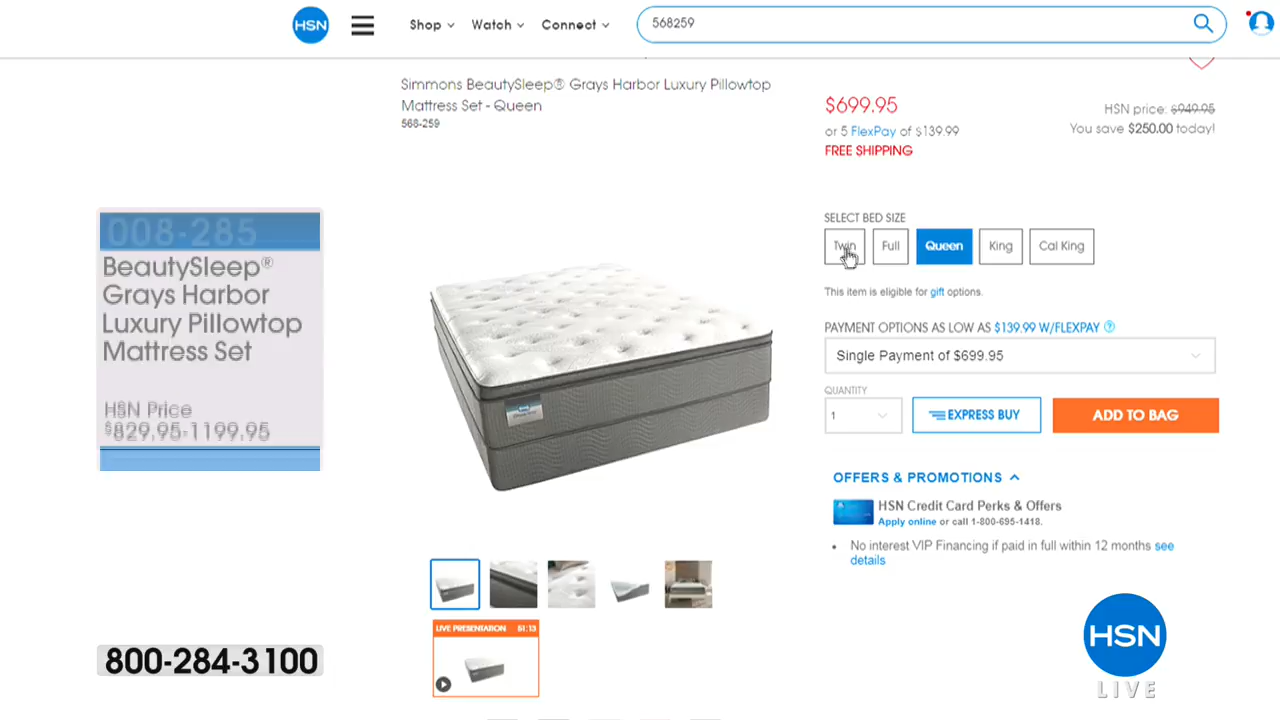 HSN
Shop
Watch
Connect
568259
Simmons BeautySleep® Grays Harbor Luxury Pillowtop
Mattress Set - Queen
568-259
$699.95
or 5 FlexPay of $139.99
FREE SHIPPING
HSN price: $949.95
You save $250.00 today!
SELECT BED SIZE
Twin
Full
Queen
King
Cal King
This item is eligible for gift options.
PAYMENT OPTIONS AS LOW AS $139.99 W/FLEXPAY ?
Single Payment of $699.95
QUANTITY
1
EXPRESS BUY
ADD TO BAG
OFFERS & PROMOTIONS
HSN Credit Card Perks & Offers
Apply online or call 1-800-695-1418.
• No interest VIP Financing if paid in full within 12 months see
details
008-285
BeautySleep®
Grays Harbor
Luxury Pillowtop
Mattress Set
HSN Price
$829.95-1199.95
LIVE PRESENTATION 51:13
800-284-3100
HSN
LIVE